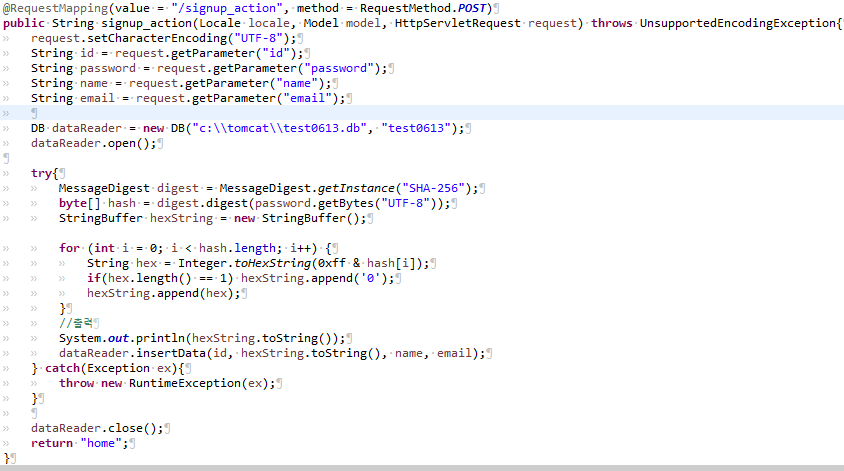 @RequestMapping(value = "/signup_action", method = RequestMethod.POST)
public String signup_action(Locale locale, Model model, HttpServletRequest request) throws UnsupportedEncodingException{
request.setCharacterEncoding("UTF-8");
String id = request.getParameter("id");
String password = request.getParameter("password");
String name = request.getParameter("name");
String email = request.getParameter("email");
DB dataReader = new DB("c:\\tomcat\\test0613.db", "test0613");
dataReader.open();
try{
MessageDigest digest = MessageDigest.getInstance("SHA-256");
byte[] hash = digest.digest(password.getBytes("UTF-8"));
StringBuffer hexString = new StringBuffer();
for (int i = 0; i < hash.length; i++) {
String hex = Integer.toHexString(0xff & hash[i]);
if(hex.length() == 1) hexString.append('0');
hexString.append(hex);
}
//출력
System.out.println(hexString.toString());
dataReader.insertData(id, hexString.toString(), name, email);
} catch(Exception ex){
throw new RuntimeException(ex);
}
dataReader.close();
return "home";
}